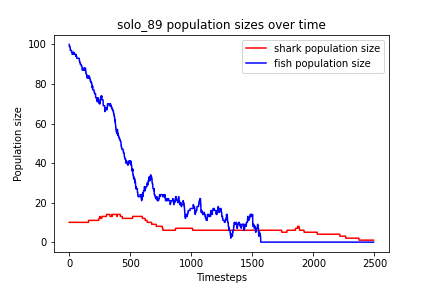 solo_89 population sizes over time
shark population size
fish population size
Population size
100
80
60
40
20
0
0 500 1000 1500 2000 2500
Timesteps